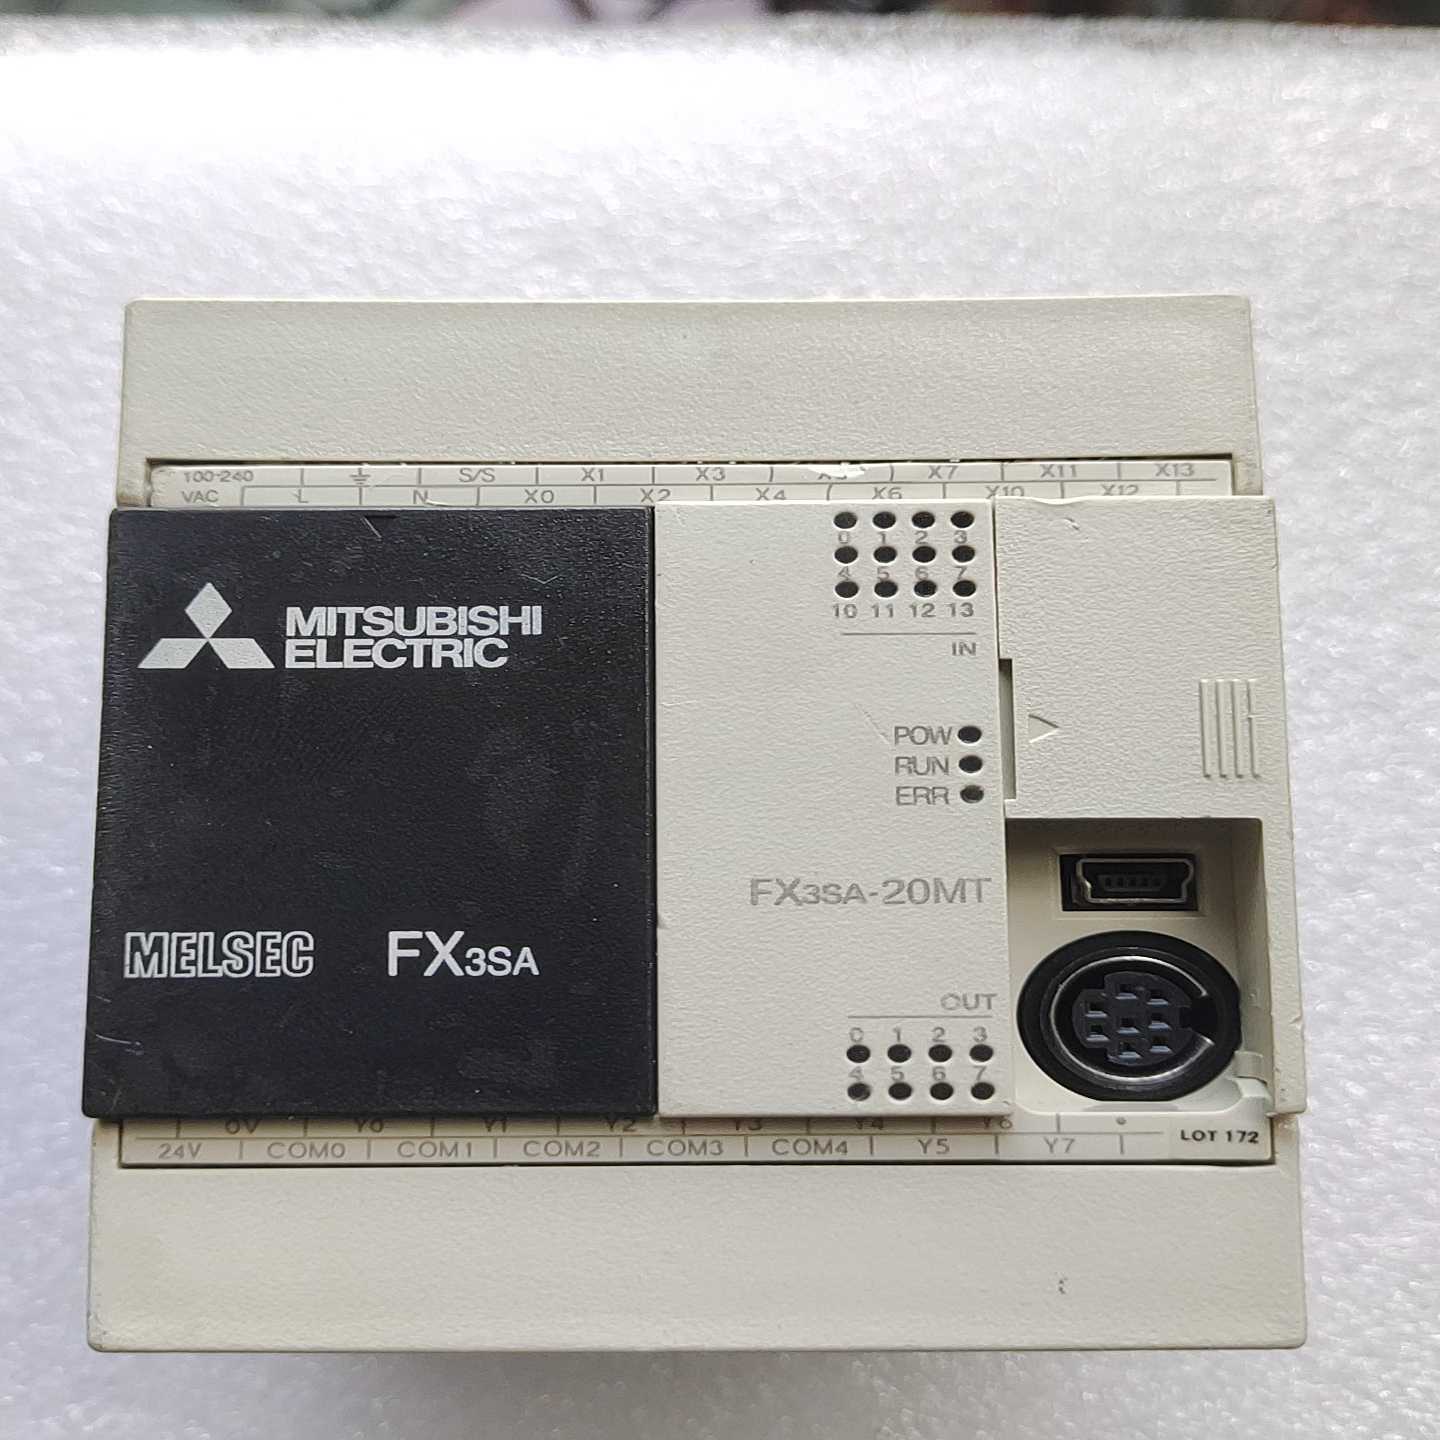 100-240 S/S X1 X3 X5 X7 X11 X13
VAC L N X0 X2 X4 X6 X10 X12
MITSUBISHI
ELECTRIC
MELSEC FX3SA
0 1 2 3
4 5 6 7
10 11 12 13
IN
POW
RUN
ERR
FX3SA-20MT
OUT
0 1 2 3
4 5 6 7
0V Y0 Y1 Y2 Y3 Y4 Y6
24V COM0 COM1 COM2 COM3 COM4 Y5 Y7
LOT 172